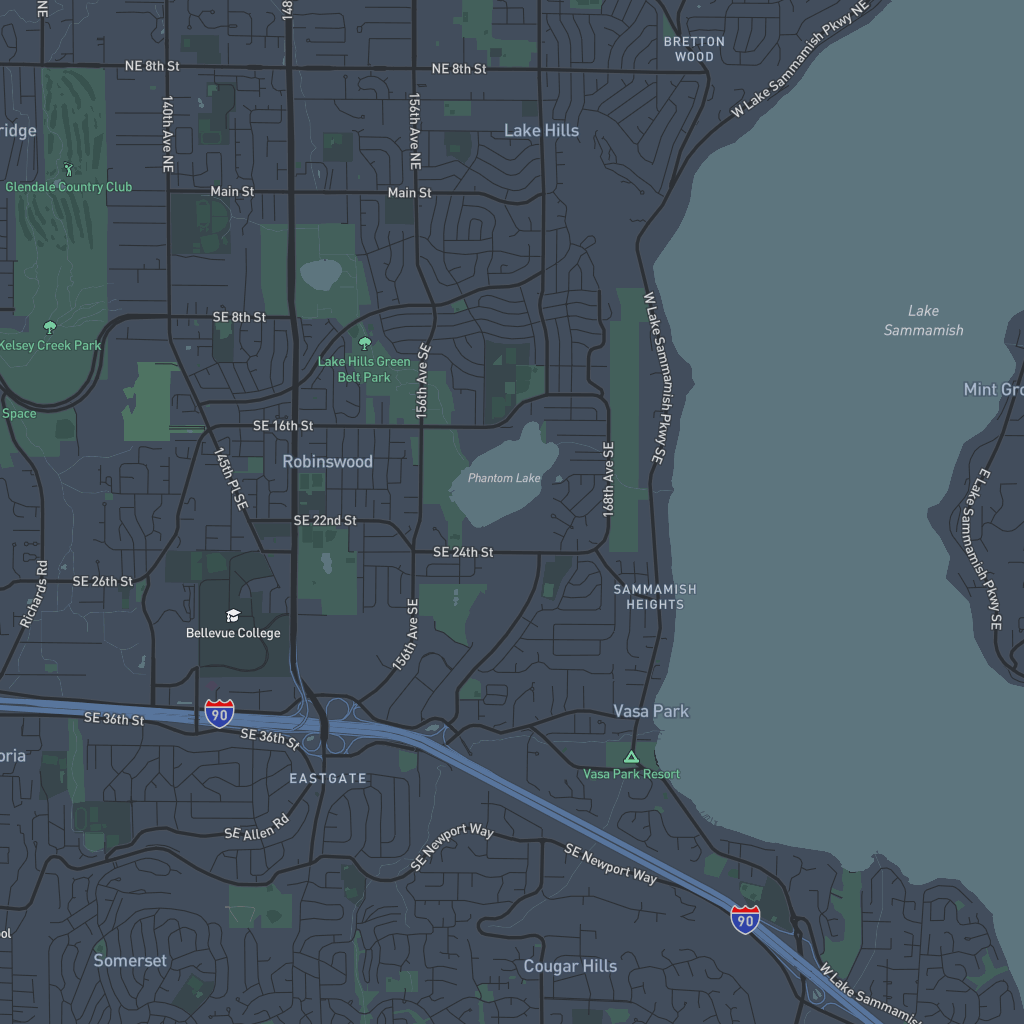 NE
148
BRETTON
WOOD
W Lake Sammamish Pkwy NE
NE 8th St
NE 8th St
140th Ave NE
156th Ave NE
ridge
Lake Hills
Glendale Country Club
Main St
Main St
SE 8th St
Kelsey Creek Park
Lake Hills Green
Belt Park
W Lake Sammamish Pkwy SE
Lake
Sammamish
156th Ave SE
Mint Gro
Space
SE 16th St
Robinswood
145th Pl SE
Phantom Lake
168th Ave SE
E Lake Sammamish Pkwy SE
SE 22nd St
SE 24th St
Richards Rd
SE 26th St
SAMMAMISH
HEIGHTS
Bellevue College
156th Ave SE
90
SE 36th St
SE 36th St
Vasa Park
oria
EASTGATE
Vasa Park Resort
SE Allen Rd
SE Newport Way
SE Newport Way
90
ol
Somerset
Cougar Hills
W Lake Sammamish